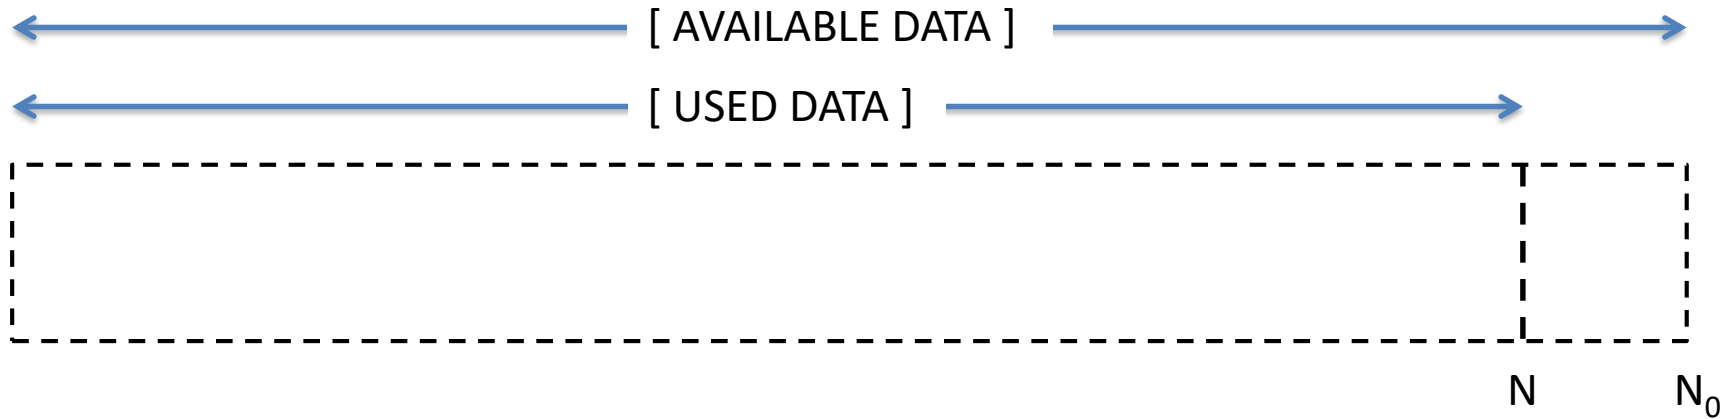 [ AVAILABLE DATA ]
[ USED DATA ]
N N₀